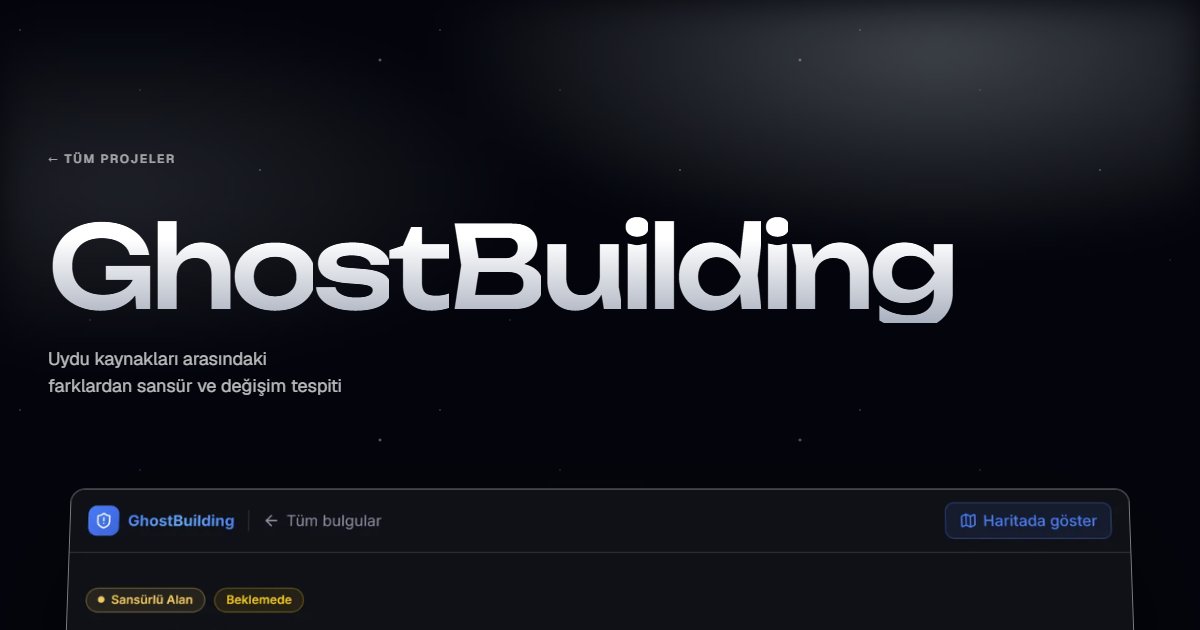 ← TÜM PROJELER
GhostBuilding
Uydu kaynakları arasındaki
farklardan sansür ve değişim tespiti
GhostBuilding ← Tüm bulgular Haritada göster
Sansürlü Alan Beklemede